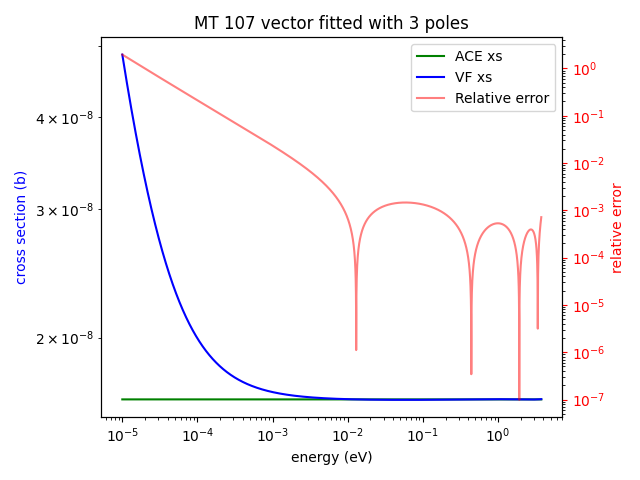 MT 107 vector fitted with 3 poles
ACE xs
VF xs
Relative error
cross section (b)
4 × 10⁻⁸
3 × 10⁻⁸
2 × 10⁻⁸
10⁰
10⁻¹
10⁻²
10⁻³
10⁻⁴
10⁻⁵
10⁻⁶
10⁻⁷
relative error
10⁻⁵ 10⁻⁴ 10⁻³ 10⁻² 10⁻¹ 10⁰
energy (eV)